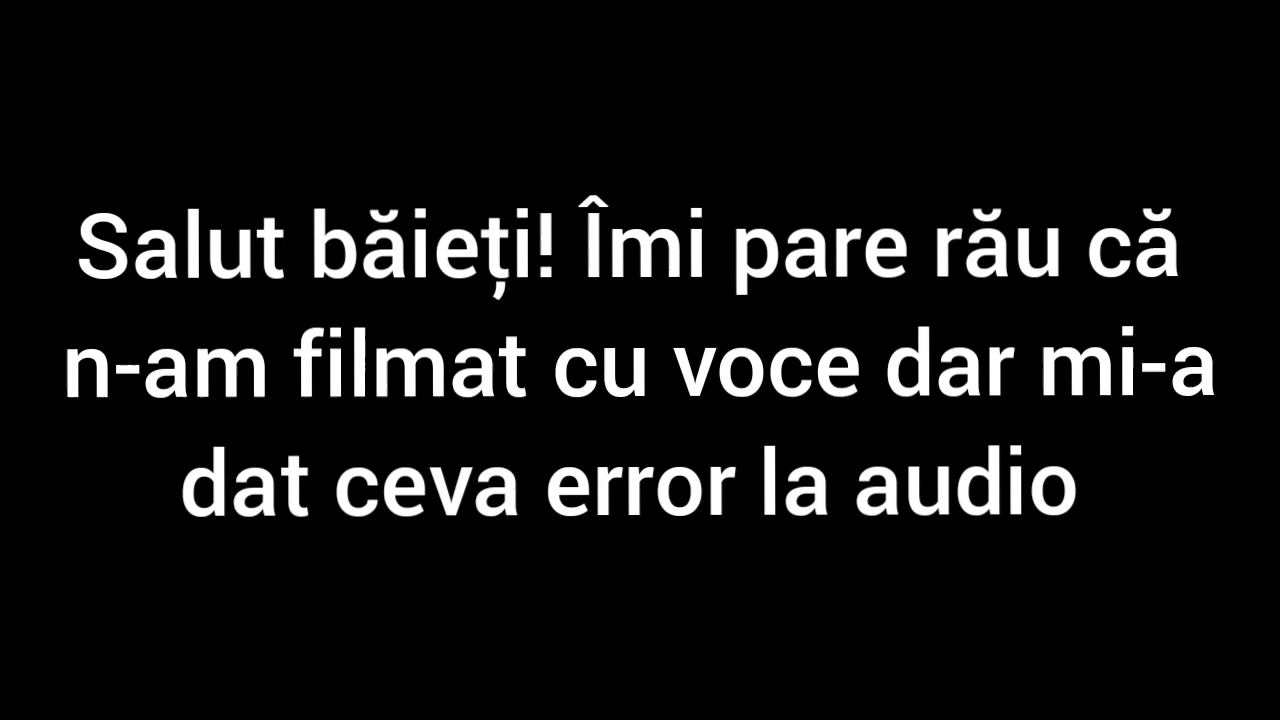 Salut băieți! Îmi pare rău că
n-am filmat cu voce dar mi-a
dat ceva error la audio